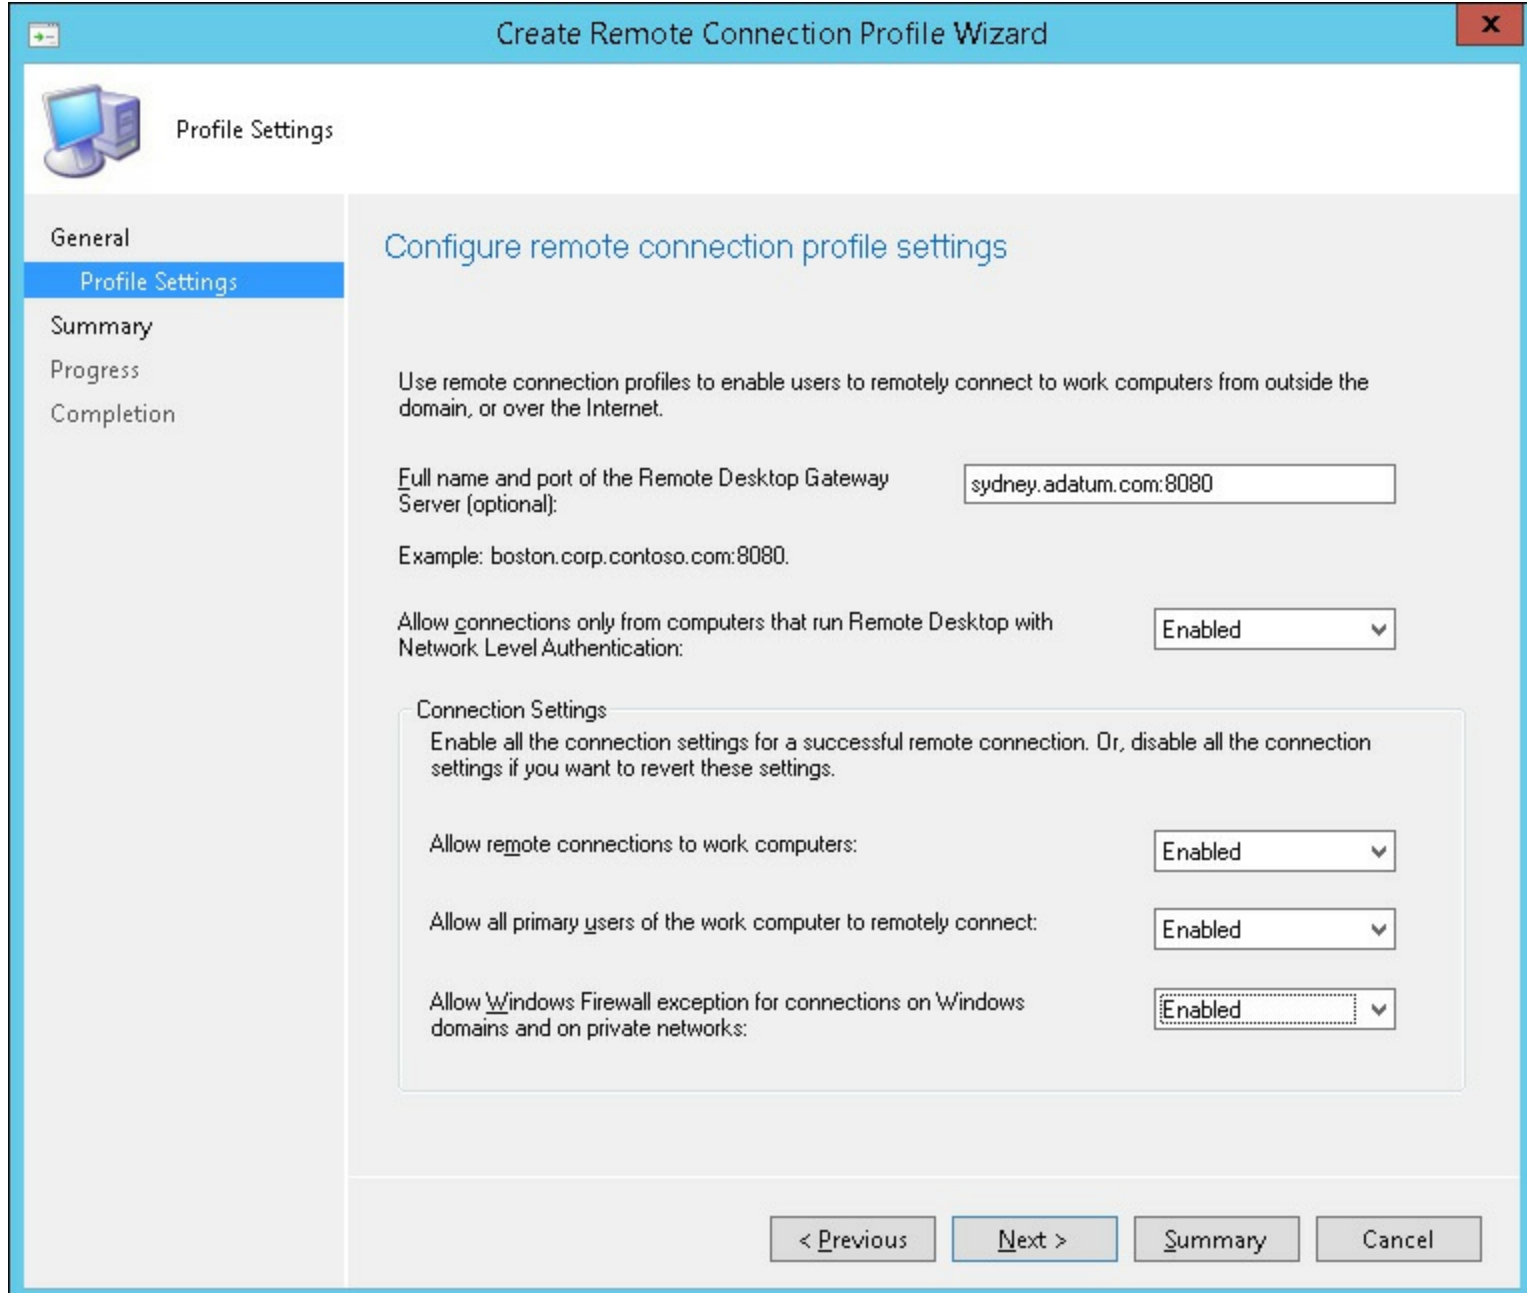 Create Remote Connection Profile Wizard
x
Profile Settings
General
Profile Settings
Summary
Progress
Completion
Configure remote connection profile settings
Use remote connection profiles to enable users to remotely connect to work computers from outside the
domain, or over the Internet.
Full name and port of the Remote Desktop Gateway
Server (optional):
sydney.adatum.com:8080
Example: boston.corp.contoso.com:8080.
Allow connections only from computers that run Remote Desktop with
Network Level Authentication:
Enabled
Connection Settings
Enable all the connection settings for a successful remote connection. Or, disable all the connection
settings if you want to revert these settings.
Allow remote connections to work computers:
Enabled
Allow all primary users of the work computer to remotely connect:
Enabled
Allow Windows Firewall exception for connections on Windows
domains and on private networks:
Enabled
< Previous
Next >
Summary
Cancel